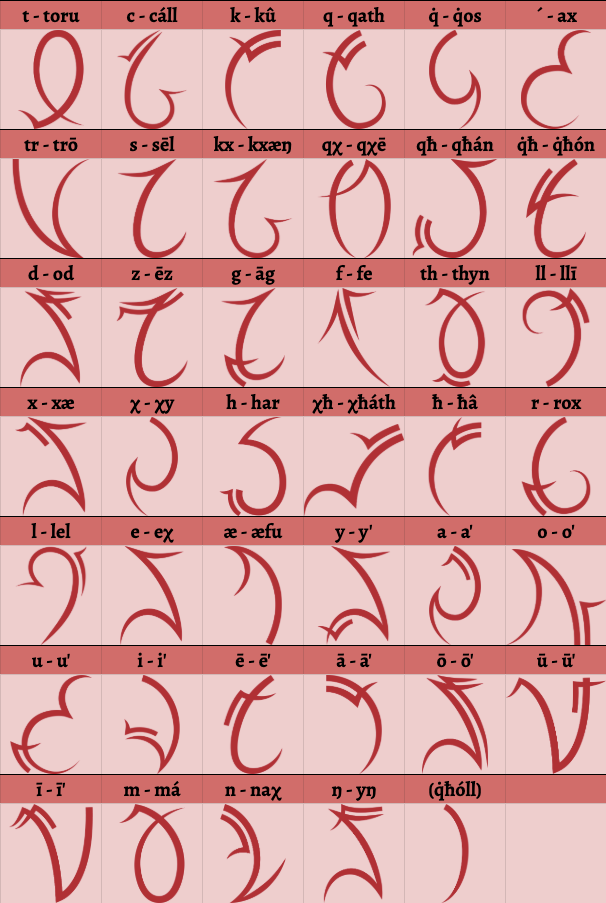 t - toru c - cáll k - kû q - qath q̇ - q̇os ´ - ax
tr - trō s - sēl kx - kxæŋ qχ - qχē qħ - qħán q̇ħ - q̇ħón
d - od z - ēz g - āg f - fe th - thyn ll - llī
x - xæ χ - χy h - har χħ - χħáth ħ - ħâ r - rox
l - lel e - eχ æ - æfu y - y' a - a' o - o'
u - u' i - i' ē - ē' ā - ā' ō - ō' ū - ū'
ī - ī' m - má n - naχ ŋ - yŋ (q̇ħóll)